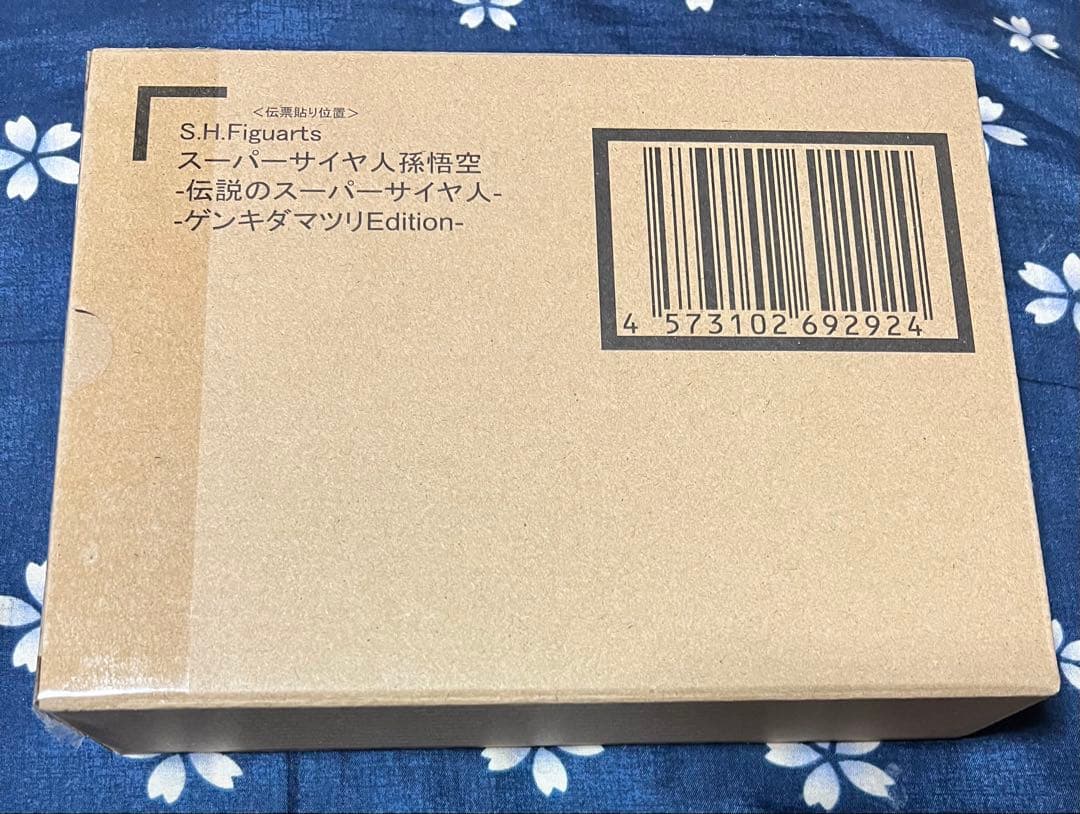 ＜伝票貼り位置＞
S.H.Figuarts
スーパーサイヤ人孫悟空
-伝説のスーパーサイヤ人-
-ゲンキダマツリEdition-
4 573102 692924